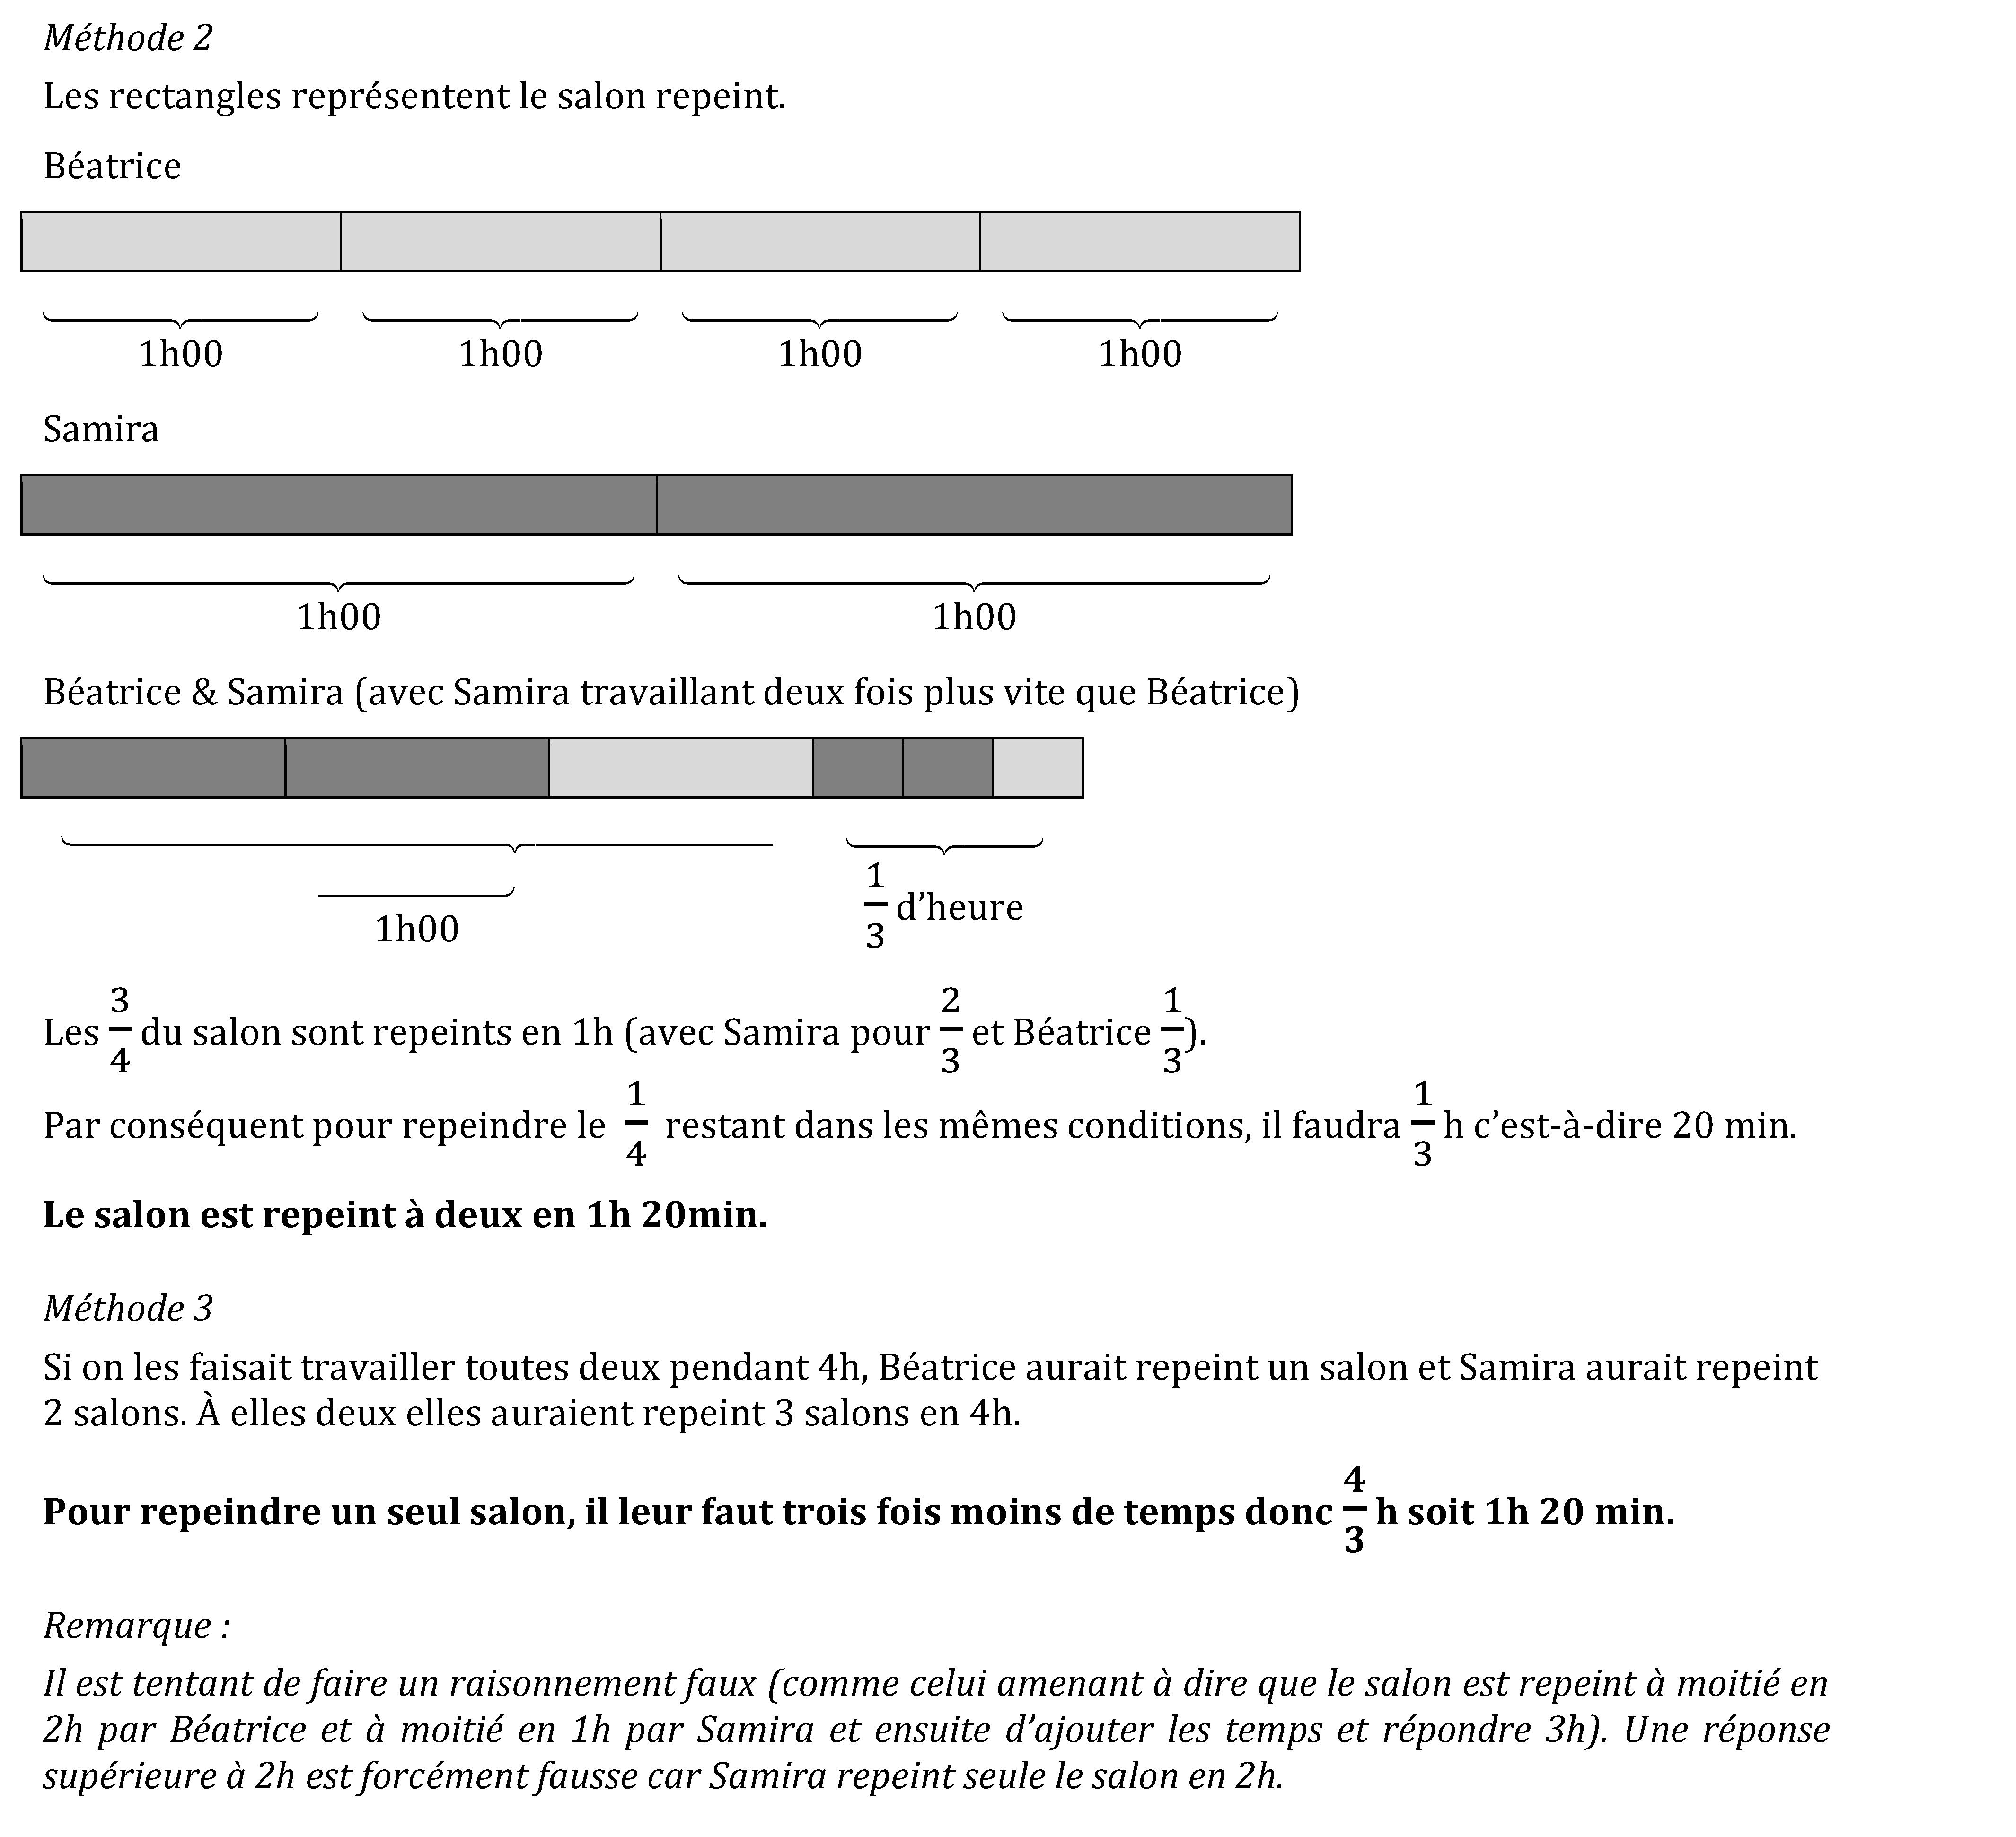 Méthode 2
Les rectangles représentent le salon repeint.
Béatrice
1h00 1h00 1h00 1h00
Samira
1h00 1h00
Béatrice & Samira (avec Samira travaillant deux fois plus vite que Béatrice)
1h00
1/3 d’heure
Les 3/4 du salon sont repeints en 1h (avec Samira pour 2/3 et Béatrice 1/3).
Par conséquent pour repeindre le 1/4 restant dans les mêmes conditions, il faudra 1/3 h c’est-à-dire 20 min.
Le salon est repeint à deux en 1h 20min.
Méthode 3
Si on les faisait travailler toutes deux pendant 4h, Béatrice aurait repeint un salon et Samira aurait repeint
2 salons. À elles deux elles auraient repeint 3 salons en 4h.
Pour repeindre un seul salon, il leur faut trois fois moins de temps donc 4/3 h soit 1h 20 min.
Remarque :
Il est tentant de faire un raisonnement faux (comme celui amenant à dire que le salon est repeint à moitié en
2h par Béatrice et à moitié en 1h par Samira et ensuite d’ajouter les temps et répondre 3h). Une réponse
supérieure à 2h est forcément fausse car Samira repeint seule le salon en 2h.